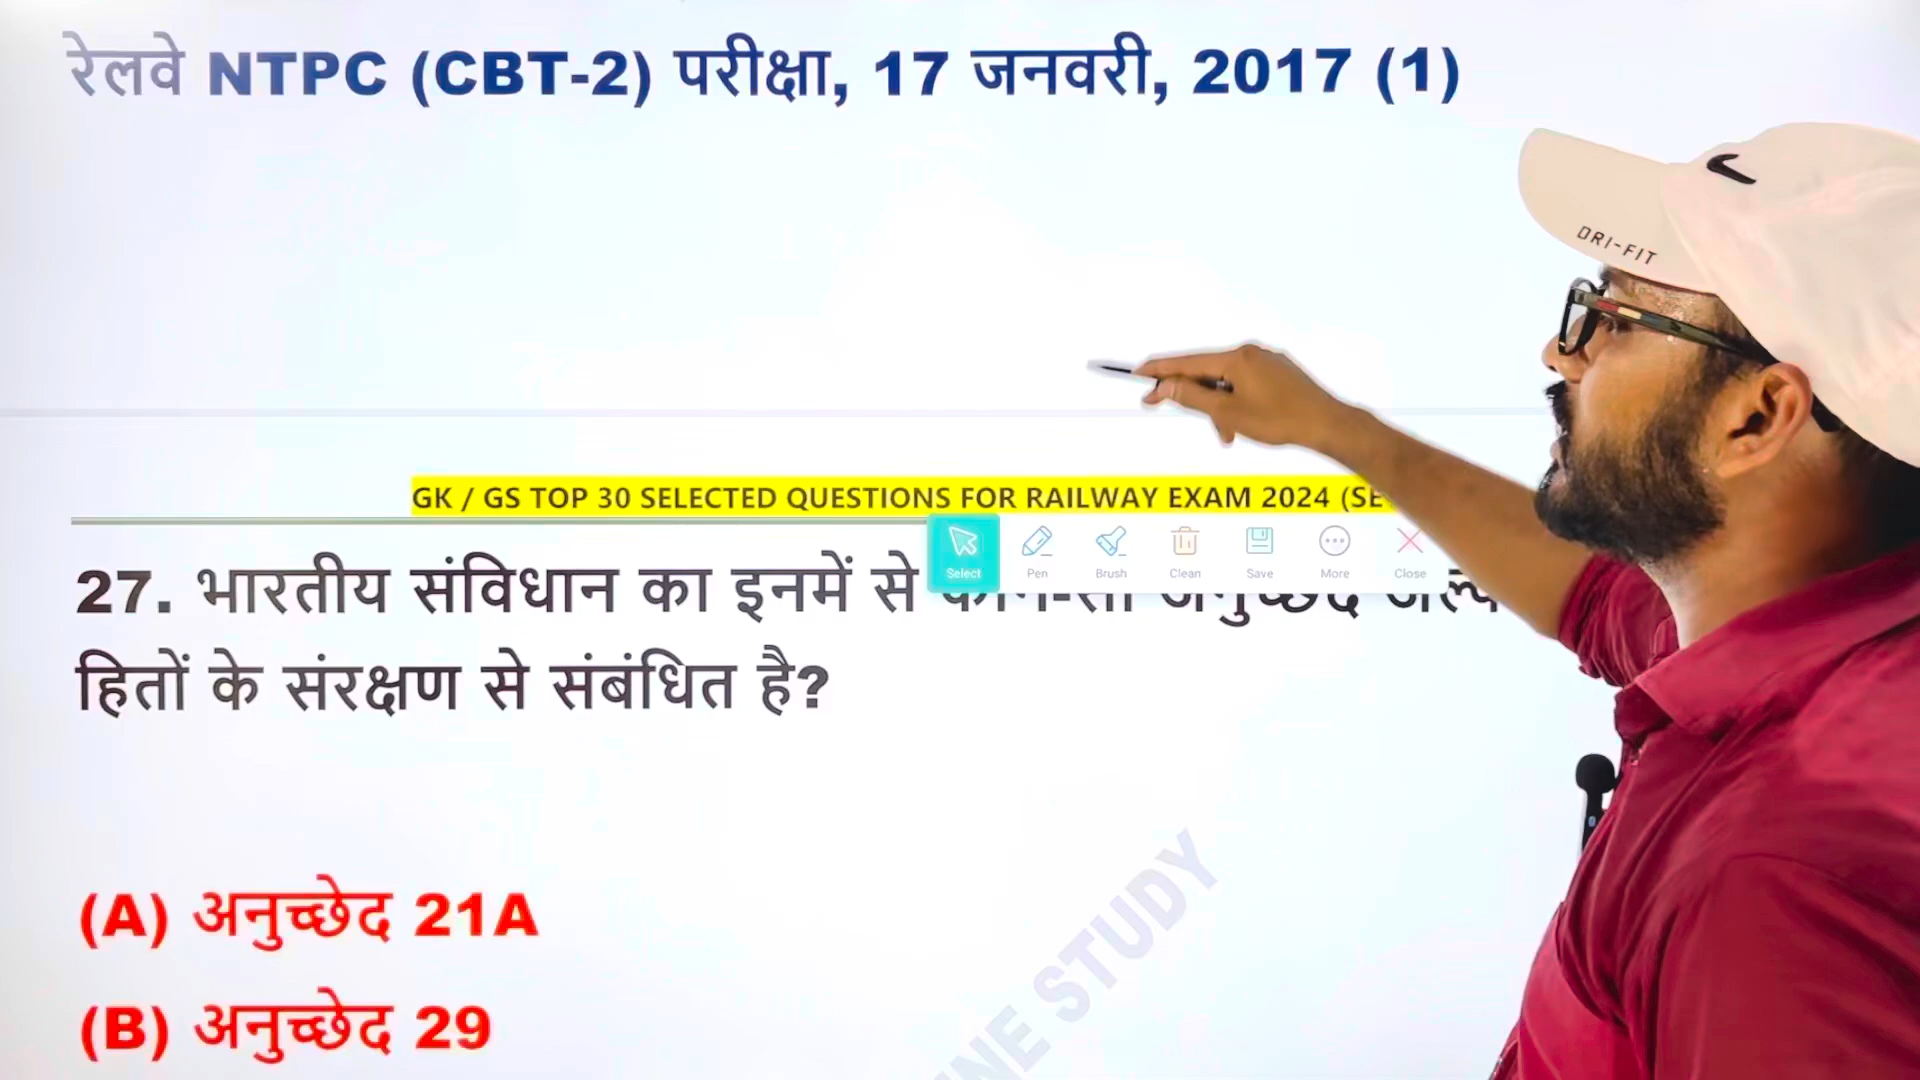 रेलवे NTPC (CBT-2) परीक्षा, 17 जनवरी, 2017 (1)
DRI-FIT
GK / GS TOP 30 SELECTED QUESTIONS FOR RAILWAY EXAM 2024 (SE
Select Pen Brush Clean Save More Close
27. भारतीय संविधान का इनमें से कौन-सा अनुच्छेद
हितों के संरक्षण से संबंधित है?
(A) अनुच्छेद 21A
(B) अनुच्छेद 29
STUDY